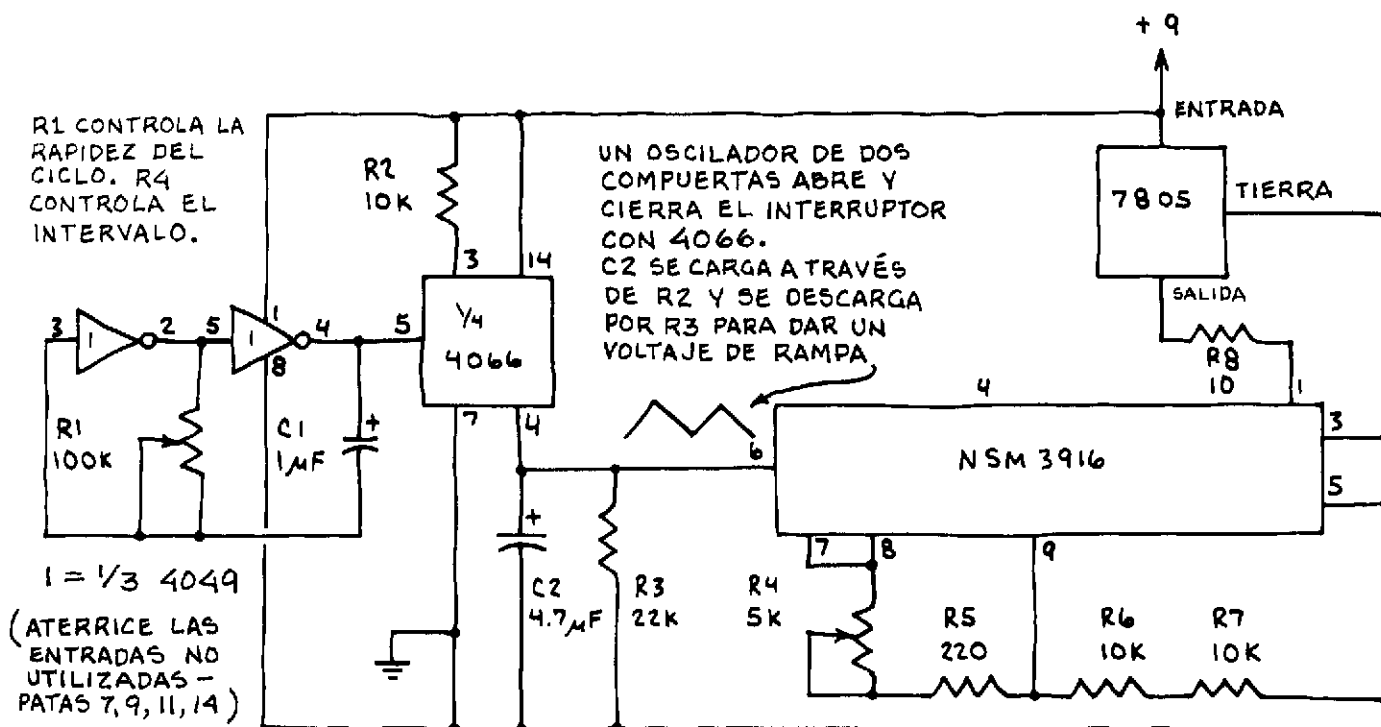 + 9
ENTRADA
7805
TIERRA
SALIDA
R8
10
R1 CONTROLA LA
RAPIDEZ DEL
CICLO. R4
CONTROLA EL
INTERVALO.
R2
10K
UN OSCILADOR DE DOS
COMPUERTAS ABRE Y
CIERRA EL INTERRUPTOR
CON 4066.
C2 SE CARGA A TRAVÉS
DE R2 Y SE DESCARGA
POR R3 PARA DAR UN
VOLTAJE DE RAMPA
3
14
3
1
2
5
1
1
8
4
5
1/4
4066
7
4
R1
100K
C1
1µF
+
4
1
3
5
6
NSM 3916
7
8
9
+
C2
4.7µF
R3
22K
R4
5K
R5
220
R6
10K
R7
10K
1 = 1/3 4049
(ATERRICE LAS
ENTRADAS NO
UTILIZADAS –
PATAS 7, 9, 11, 14)